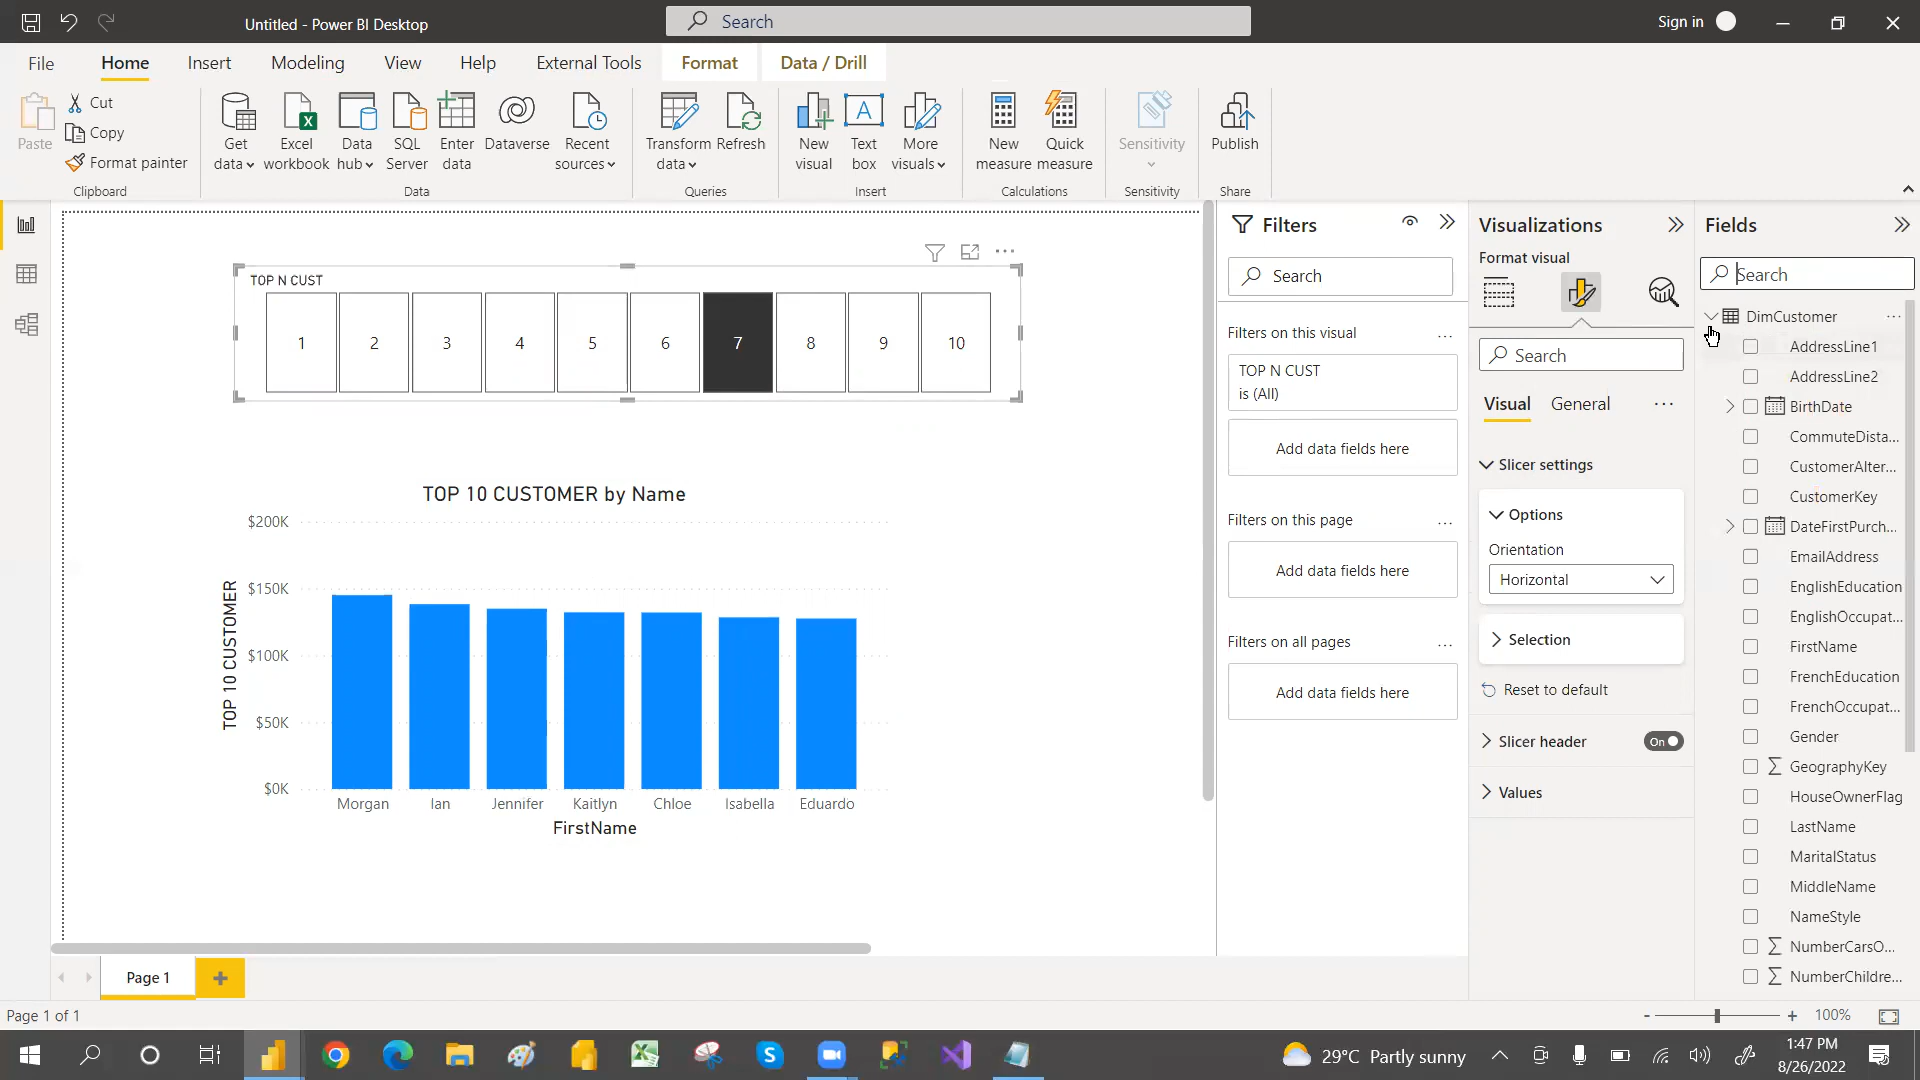 Untitled - Power BI Desktop
Search
Sign in
File
Home
Insert
Modeling
View
Help
External Tools
Format
Data / Drill
Paste
Cut
Copy
Format painter
Clipboard
Get data
Excel workbook
Data hub
SQL Server
Enter data
Dataverse
Recent sources
Data
Transform data
Refresh
Queries
New visual
Text box
More visuals
Insert
New measure
Quick measure
Calculations
Sensitivity
Sensitivity
Publish
Share
TOP N CUST
1 2 3 4 5 6 7 8 9 10
TOP 10 CUSTOMER by Name
$200K
$150K
$100K
$50K
$0K
TOP 10 CUSTOMER
Morgan Ian Jennifer Kaitlyn Chloe Isabella Eduardo
FirstName
Filters
Search
Filters on this visual
TOP N CUST
is (All)
Add data fields here
Filters on this page
Add data fields here
Filters on all pages
Add data fields here
Visualizations
Format visual
Search
Visual
General
Slicer settings
Options
Orientation
Horizontal
Selection
Reset to default
Slicer header
On
Values
Fields
Search
DimCustomer
AddressLine1
AddressLine2
BirthDate
CommuteDista...
CustomerAlter...
CustomerKey
DateFirstPurch...
EmailAddress
EnglishEducation
EnglishOccupat...
FirstName
FrenchEducation
FrenchOccupat...
Gender
GeographyKey
HouseOwnerFlag
LastName
MaritalStatus
MiddleName
NameStyle
NumberCarsO...
NumberChildre...
Page 1
Page 1 of 1
100%
29°C Partly sunny
1:47 PM
8/26/2022